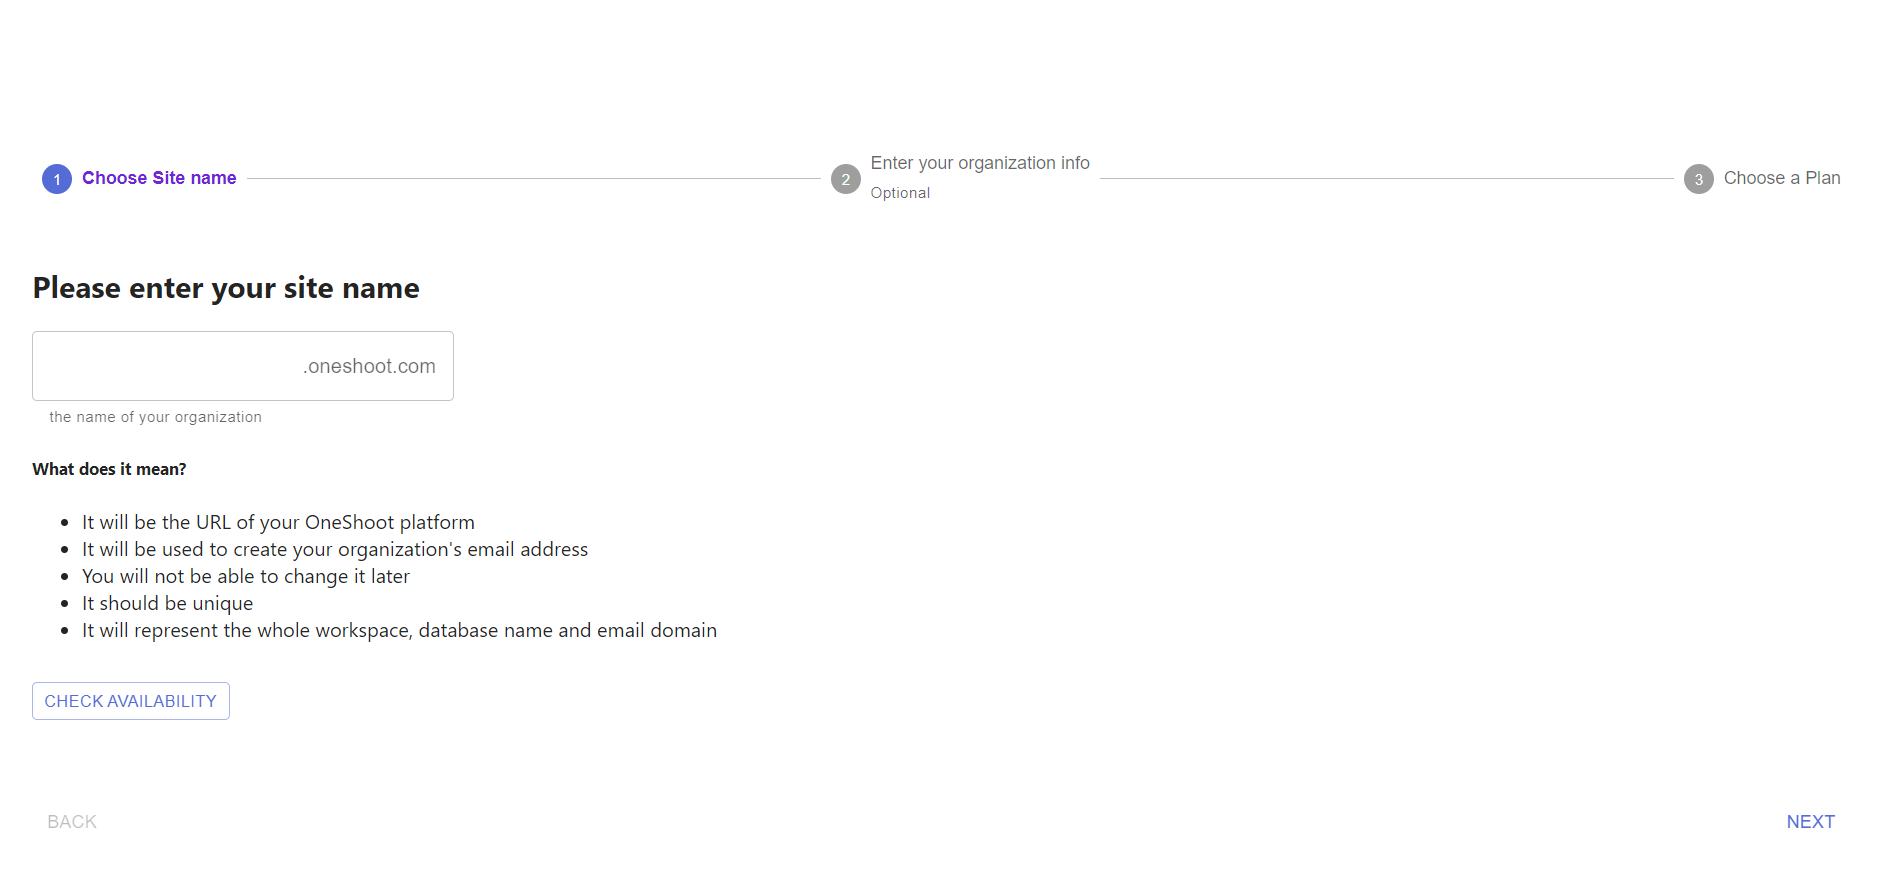 1 Choose Site name
2 Enter your organization info
Optional
3 Choose a Plan
Please enter your site name
.oneshoot.com
the name of your organization
What does it mean?
It will be the URL of your OneShoot platform
It will be used to create your organization's email address
You will not be able to change it later
It should be unique
It will represent the whole workspace, database name and email domain
CHECK AVAILABILITY
BACK
NEXT